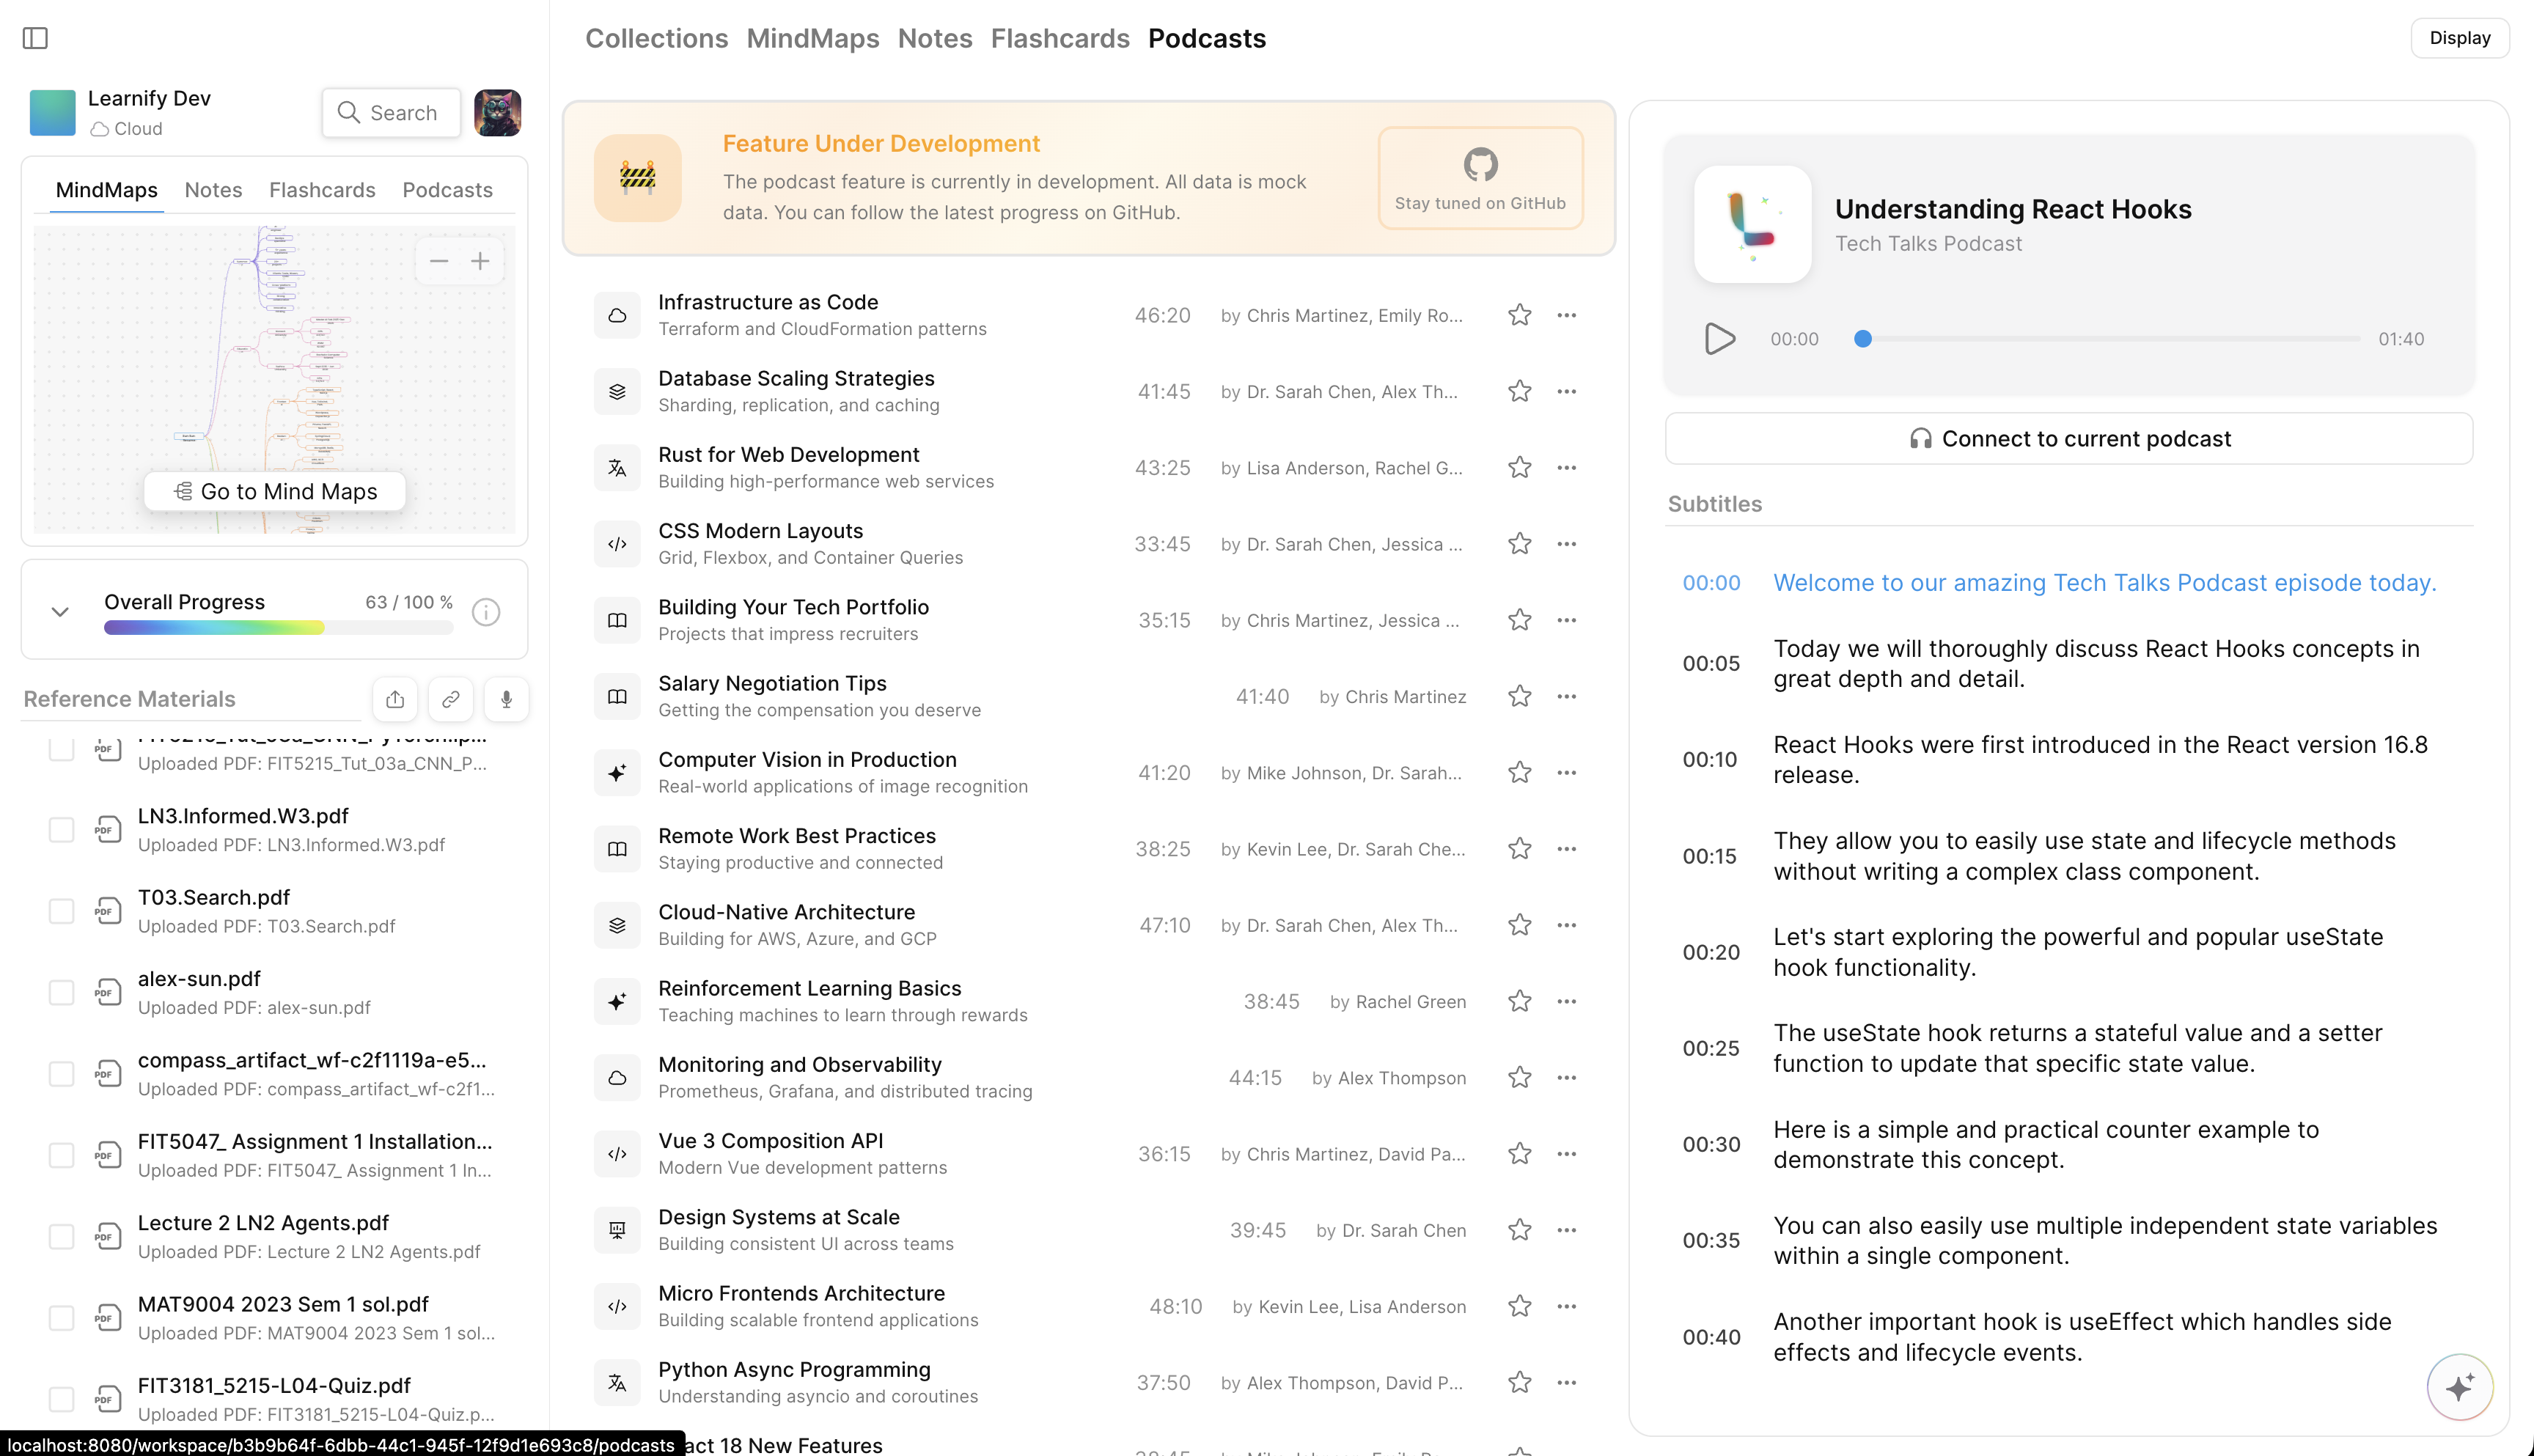 Collections MindMaps Notes Flashcards Podcasts
Display
Learnify Dev
Cloud
Search
MindMaps Notes Flashcards Podcasts
Go to Mind Maps
Overall Progress
63 / 100 %
Reference Materials
Uploaded PDF: FIT5215_Tut_03a_CNN_P...
PDF
LN3.Informed.W3.pdf
Uploaded PDF: LN3.Informed.W3.pdf
PDF
T03.Search.pdf
Uploaded PDF: T03.Search.pdf
PDF
alex-sun.pdf
Uploaded PDF: alex-sun.pdf
PDF
compass_artifact_wf-c2f1119a-e5...
Uploaded PDF: compass_artifact_wf-c2f1...
PDF
FIT5047_ Assignment 1 Installation...
Uploaded PDF: FIT5047_ Assignment 1 In...
PDF
Lecture 2 LN2 Agents.pdf
Uploaded PDF: Lecture 2 LN2 Agents.pdf
PDF
MAT9004 2023 Sem 1 sol.pdf
Uploaded PDF: MAT9004 2023 Sem 1 sol...
PDF
FIT3181_5215-L04-Quiz.pdf
Uploaded PDF: FIT3181_5215-L04-Quiz.p...
localhost:8080/workspace/b3b9b64f-6dbb-44c1-945f-12f9d1e693c8/podcasts
Feature Under Development
The podcast feature is currently in development. All data is mock
data. You can follow the latest progress on GitHub.
Stay tuned on GitHub
Infrastructure as Code
Terraform and CloudFormation patterns
46:20 by Chris Martinez, Emily Ro...
Database Scaling Strategies
Sharding, replication, and caching
41:45 by Dr. Sarah Chen, Alex Th...
Rust for Web Development
Building high-performance web services
43:25 by Lisa Anderson, Rachel G...
CSS Modern Layouts
Grid, Flexbox, and Container Queries
33:45 by Dr. Sarah Chen, Jessica ...
Building Your Tech Portfolio
Projects that impress recruiters
35:15 by Chris Martinez, Jessica ...
Salary Negotiation Tips
Getting the compensation you deserve
41:40 by Chris Martinez
Computer Vision in Production
Real-world applications of image recognition
41:20 by Mike Johnson, Dr. Sarah...
Remote Work Best Practices
Staying productive and connected
38:25 by Kevin Lee, Dr. Sarah Che...
Cloud-Native Architecture
Building for AWS, Azure, and GCP
47:10 by Dr. Sarah Chen, Alex Th...
Reinforcement Learning Basics
Teaching machines to learn through rewards
38:45 by Rachel Green
Monitoring and Observability
Prometheus, Grafana, and distributed tracing
44:15 by Alex Thompson
Vue 3 Composition API
Modern Vue development patterns
36:15 by Chris Martinez, David Pa...
Design Systems at Scale
Building consistent UI across teams
39:45 by Dr. Sarah Chen
Micro Frontends Architecture
Building scalable frontend applications
48:10 by Kevin Lee, Lisa Anderson
Python Async Programming
Understanding asyncio and coroutines
37:50 by Alex Thompson, David P...
act 18 New Features
Understanding React Hooks
Tech Talks Podcast
00:00
01:40
Connect to current podcast
Subtitles
00:00 Welcome to our amazing Tech Talks Podcast episode today.
00:05 Today we will thoroughly discuss React Hooks concepts in
great depth and detail.
00:10 React Hooks were first introduced in the React version 16.8
release.
00:15 They allow you to easily use state and lifecycle methods
without writing a complex class component.
00:20 Let's start exploring the powerful and popular useState
hook functionality.
00:25 The useState hook returns a stateful value and a setter
function to update that specific state value.
00:30 Here is a simple and practical counter example to
demonstrate this concept.
00:35 You can also easily use multiple independent state variables
within a single component.
00:40 Another important hook is useEffect which handles side
effects and lifecycle events.